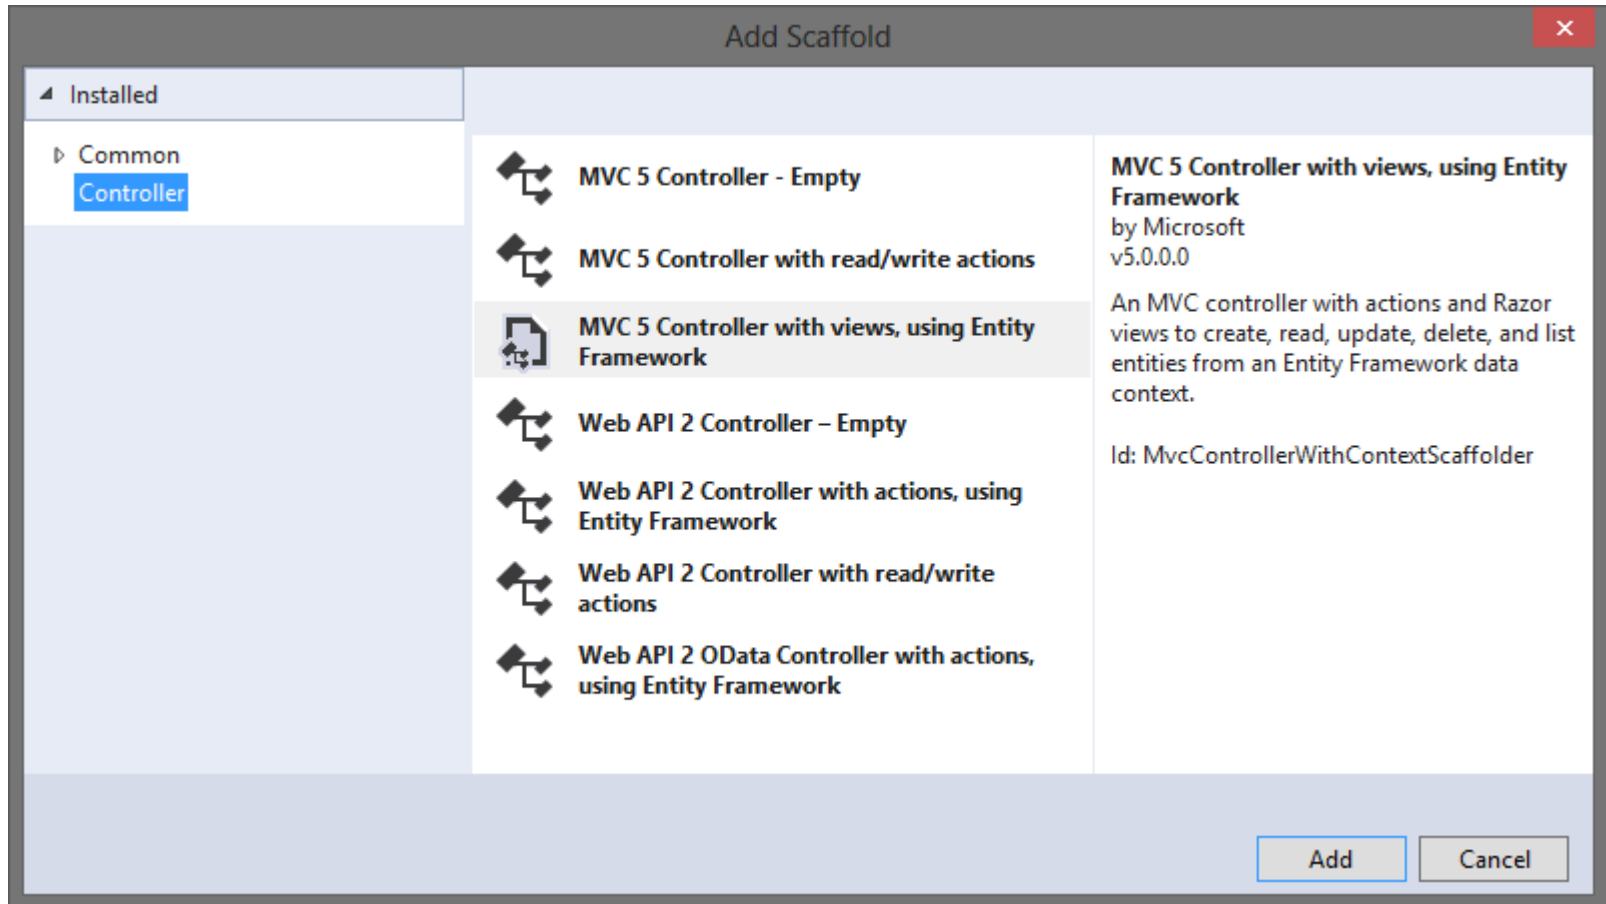 Add Scaffold
Installed
Common
Controller
MVC 5 Controller - Empty
MVC 5 Controller with read/write actions
MVC 5 Controller with views, using Entity
Framework
Web API 2 Controller – Empty
Web API 2 Controller with actions, using
Entity Framework
Web API 2 Controller with read/write
actions
Web API 2 OData Controller with actions,
using Entity Framework
MVC 5 Controller with views, using Entity
Framework
by Microsoft
v5.0.0.0
An MVC controller with actions and Razor
views to create, read, update, delete, and list
entities from an Entity Framework data
context.
Id: MvcControllerWithContextScaffolder
Add
Cancel